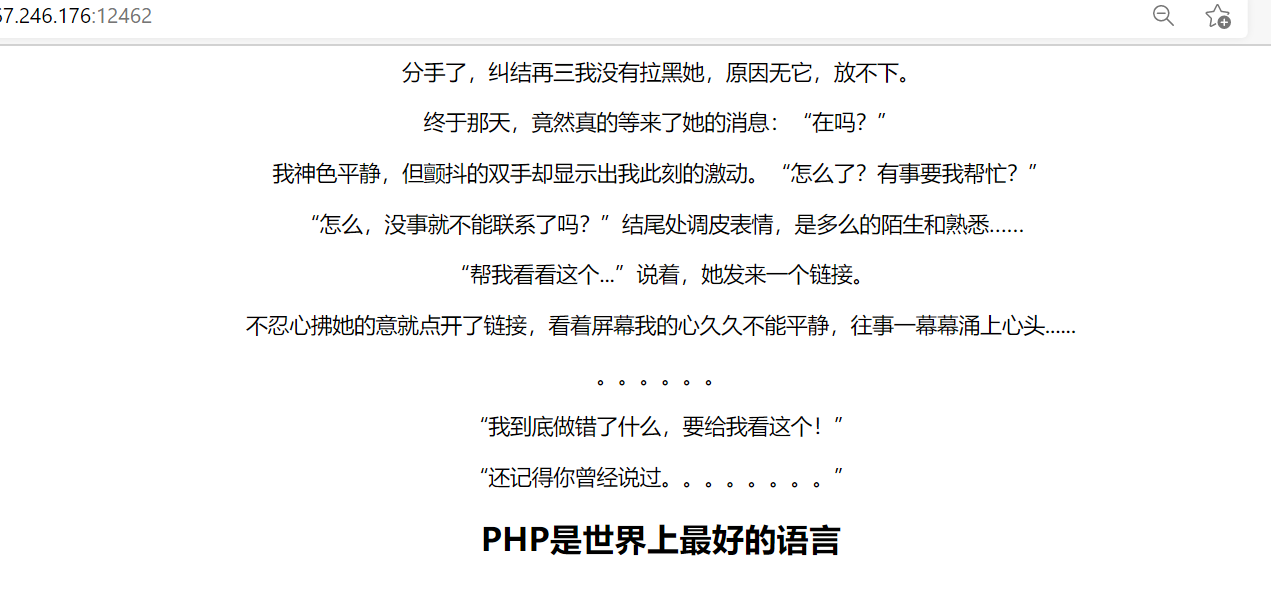 67.246.176:12462
分手了，纠结再三我没有拉黑她，原因无它，放不下。
终于那天，竟然真的等来了她的消息：“在吗？”
我神色平静，但颤抖的双手却显示出我此刻的激动。“怎么了？有事要我帮忙？”
“怎么，没事就不能联系了吗？”结尾处调皮表情，是多么的陌生和熟悉……
“帮我看看这个...”说着，她发来一个链接。
不忍心拂她的意就点开了链接，看着屏幕我的心久久不能平静，往事一幕幕涌上心头......
。。。。。。
“我到底做错了什么，要给我看这个！”
“还记得你曾经说过。。。。。。。。”
PHP是世界上最好的语言